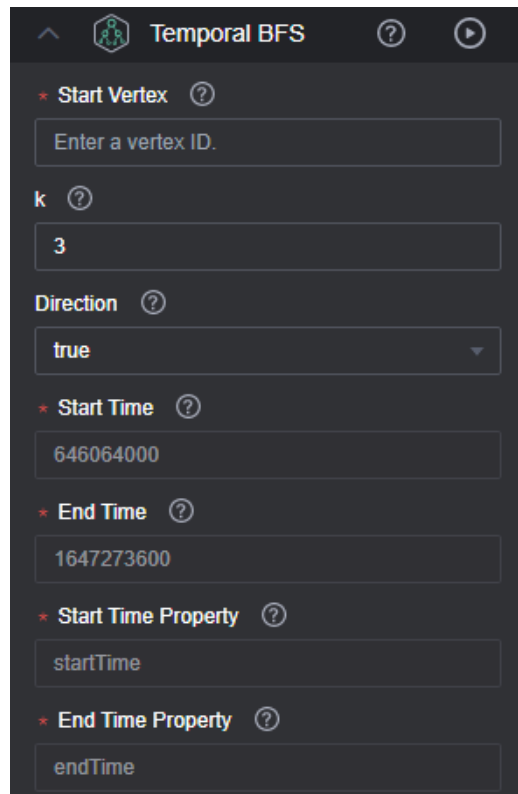 Temporal BFS
* Start Vertex
Enter a vertex ID.
k
3
Direction
true
* Start Time
646064000
* End Time
1647273600
* Start Time Property
startTime
* End Time Property
endTime